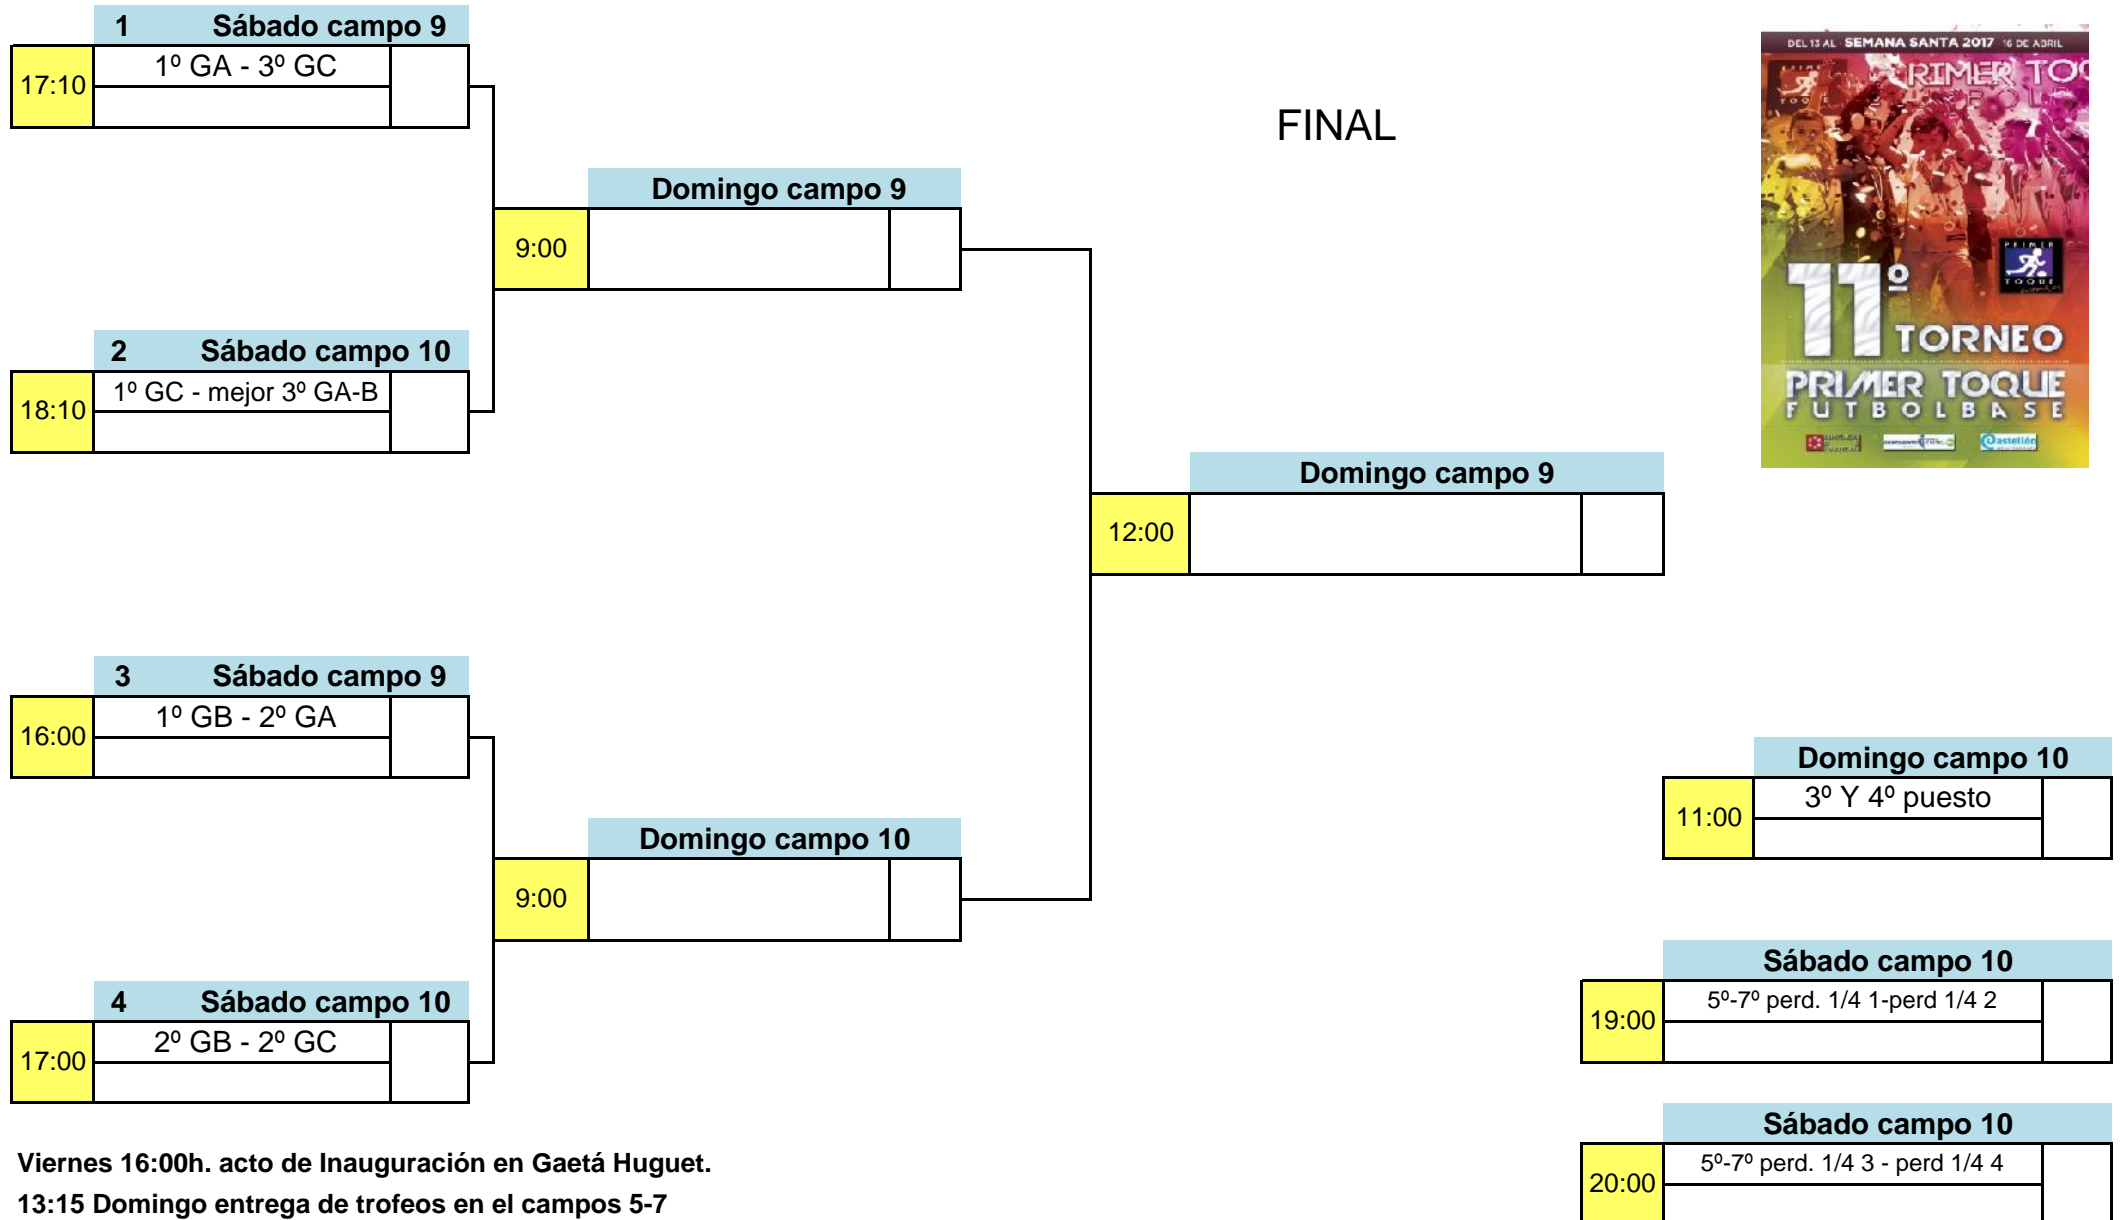 1 Sábado campo 9
17:10
1º GA - 3º GC
FINAL
DEL 13 AL SEMANA SANTA 2017 16 DE ABRIL
PRIMER TOQUE
RIMER TOQ
11º
PRIMER
TOQUE
TORNEO
PRIMER TOQUE
FUTBOLBASE
Castellón
Domingo campo 9
9:00
2 Sábado campo 10
18:10
1º GC - mejor 3º GA-B
Domingo campo 9
12:00
3 Sábado campo 9
16:00
1º GB - 2º GA
Domingo campo 10
11:00
3º Y 4º puesto
Domingo campo 10
9:00
Sábado campo 10
19:00
5º-7º perd. 1/4 1-perd 1/4 2
4 Sábado campo 10
17:00
2º GB - 2º GC
Sábado campo 10
20:00
5º-7º perd. 1/4 3 - perd 1/4 4
Viernes 16:00h. acto de Inauguración en Gaetá Huguet.
13:15 Domingo entrega de trofeos en el campos 5-7